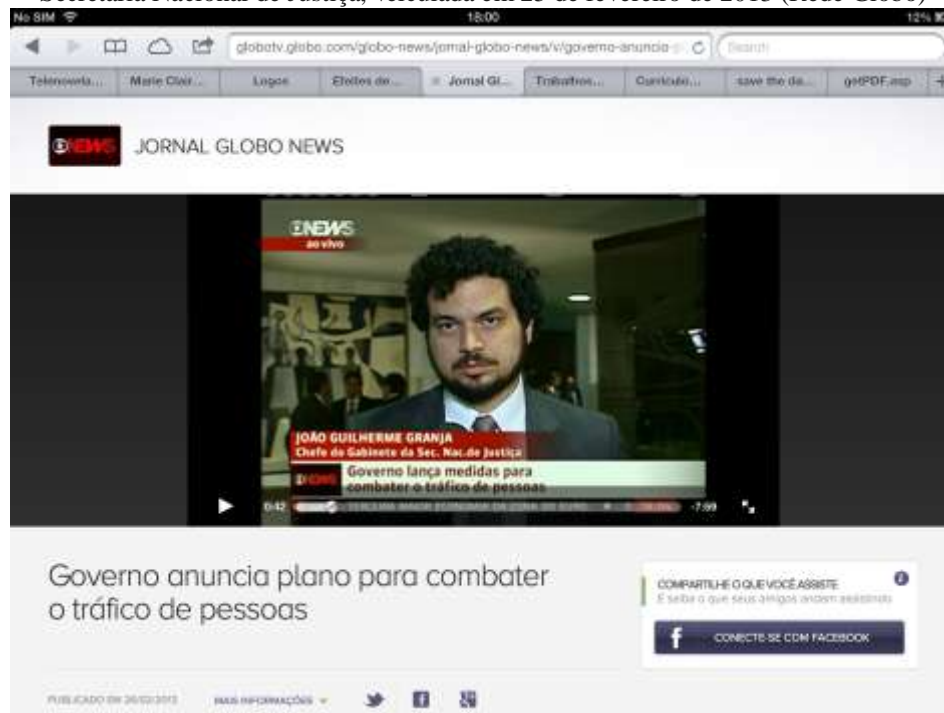 Secretaria Nacional de Justiça, veiculada em 25 de fevereiro de 2013 (Rede Globo)
No SIM 18:00 12%
globotv.globo.com/globo-news/jornal-globo-news/v/governo-anuncia-p
Search
Telenovela... Marie Clair... Logos Efeitos do... Jornal Gl... Trabalhos... Currículo... save the da... getPDF.asp
NEWS JORNAL GLOBO NEWS
NEWS
ao vivo
JOÃO GUILHERME GRANJA
Chefe do Gabinete da Sec. Nac.de Justiça
NEWS Governo lança medidas para
combater o tráfico de pessoas
0:42 -7:59
Governo anuncia plano para combater
o tráfico de pessoas
COMPARTILHE O QUE VOCÊ ASSISTE
E saiba o que seus amigos andam assistindo
f CONECTE-SE COM FACEBOOK
PUBLICADO EM 26/02/2013 MAIS INFORMAÇÕES